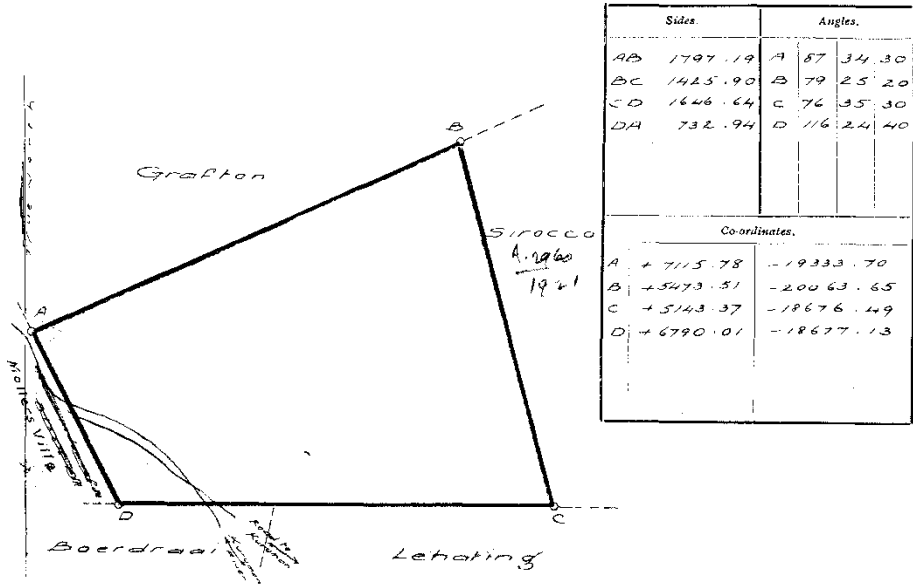 Sides. Angles.
AB 1797.19 A 87 34 30
BC 1425.90 B 79 25 20
CD 1646.64 C 76 35 30
DA 732.94 D 116 24 40
Co-ordinates.
A +7115.78 -19333.70
B +5473.51 -20063.65
C +5143.37 -18676.49
D +6790.01 -18677.13
B
Grafton
Sirocco
A
Mollers Ville
D
C
Boerdraai
Lehating